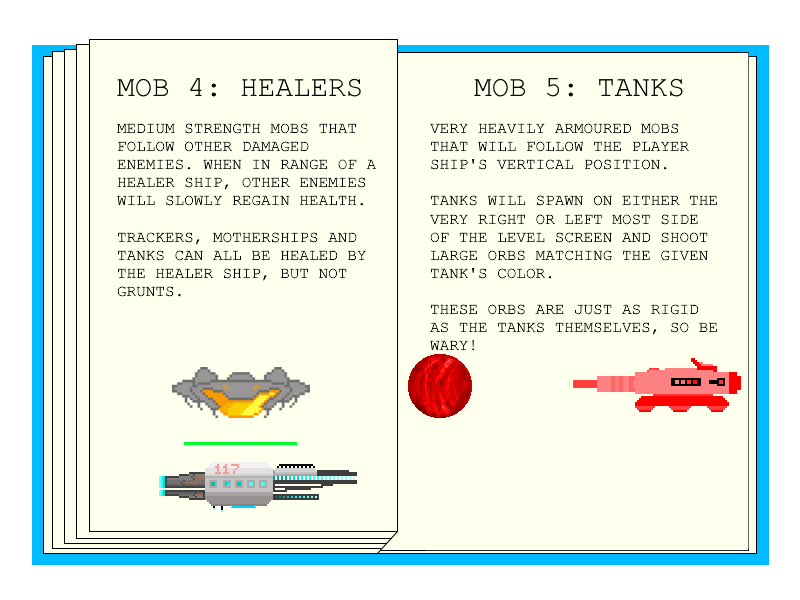 MOB 4: HEALERS
MEDIUM STRENGTH MOBS THAT
FOLLOW OTHER DAMAGED
ENEMIES. WHEN IN RANGE OF A
HEALER SHIP, OTHER ENEMIES
WILL SLOWLY REGAIN HEALTH.
TRACKERS, MOTHERSHIPS AND
TANKS CAN ALL BE HEALED BY
THE HEALER SHIP, BUT NOT
GRUNTS.
117
MOB 5: TANKS
VERY HEAVILY ARMOURED MOBS
THAT WILL FOLLOW THE PLAYER
SHIP'S VERTICAL POSITION.
TANKS WILL SPAWN ON EITHER THE
VERY RIGHT OR LEFT MOST SIDE
OF THE LEVEL SCREEN AND SHOOT
LARGE ORBS MATCHING THE GIVEN
TANK'S COLOR.
THESE ORBS ARE JUST AS RIGID
AS THE TANKS THEMSELVES, SO BE
WARY!